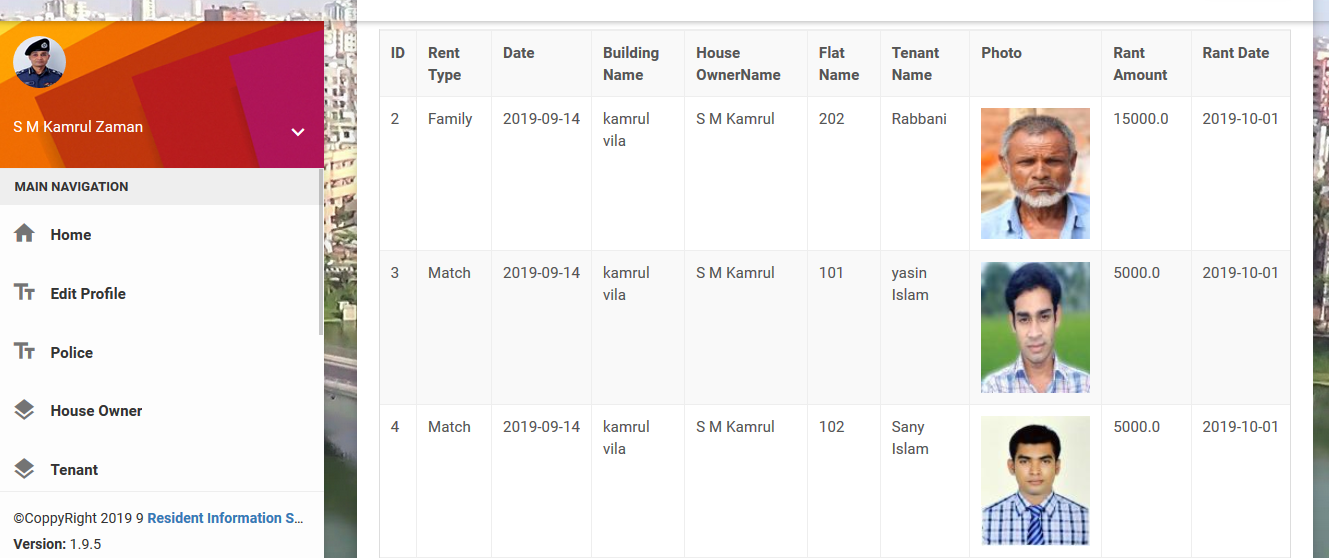 S M Kamrul Zaman
MAIN NAVIGATION
Home
Edit Profile
Police
House Owner
Tenant
©CoppyRight 2019 9 Resident Information S...
Version: 1.9.5
ID Rent Date Building House Flat Tenant Photo Rant Rant Date
Type Name OwnerName Name Name Amount
2 Family 2019-09-14 kamrul S M Kamrul 202 Rabbani 15000.0 2019-10-01
vila
3 Match 2019-09-14 kamrul S M Kamrul 101 yasin 5000.0 2019-10-01
vila Islam
4 Match 2019-09-14 kamrul S M Kamrul 102 Sany 5000.0 2019-10-01
vila Islam